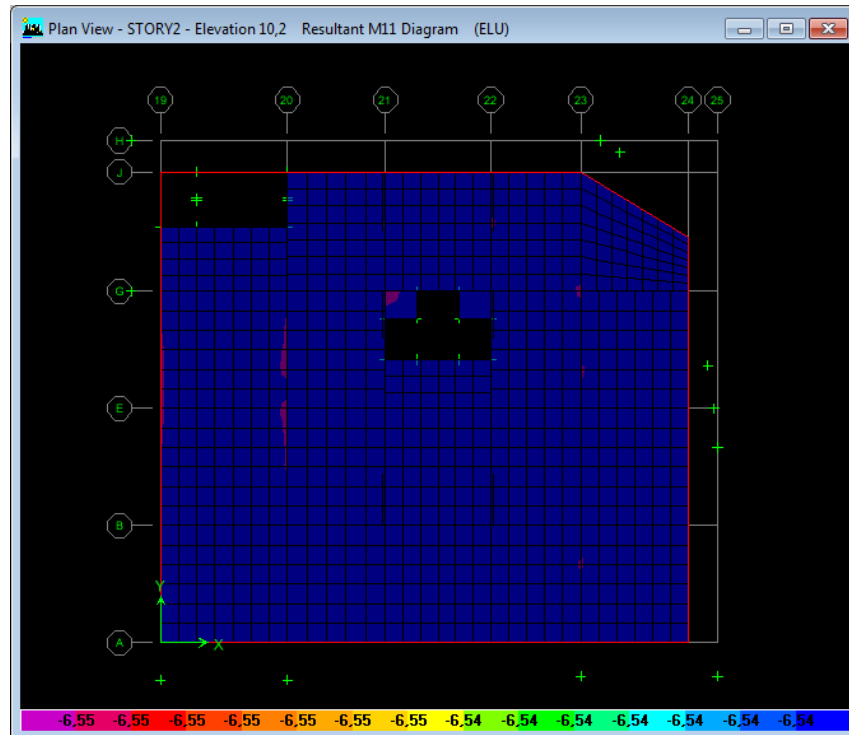 Plan View - STORY2 - Elevation 10,2   Resultant M11 Diagram    (ELU)
19 20 21 22 23 24 25
H
J
G
E
B
Y
A
X
-6,55 -6,55 -6,55 -6,55 -6,55 -6,55 -6,55 -6,54 -6,54 -6,54 -6,54 -6,54 -6,54 -6,54